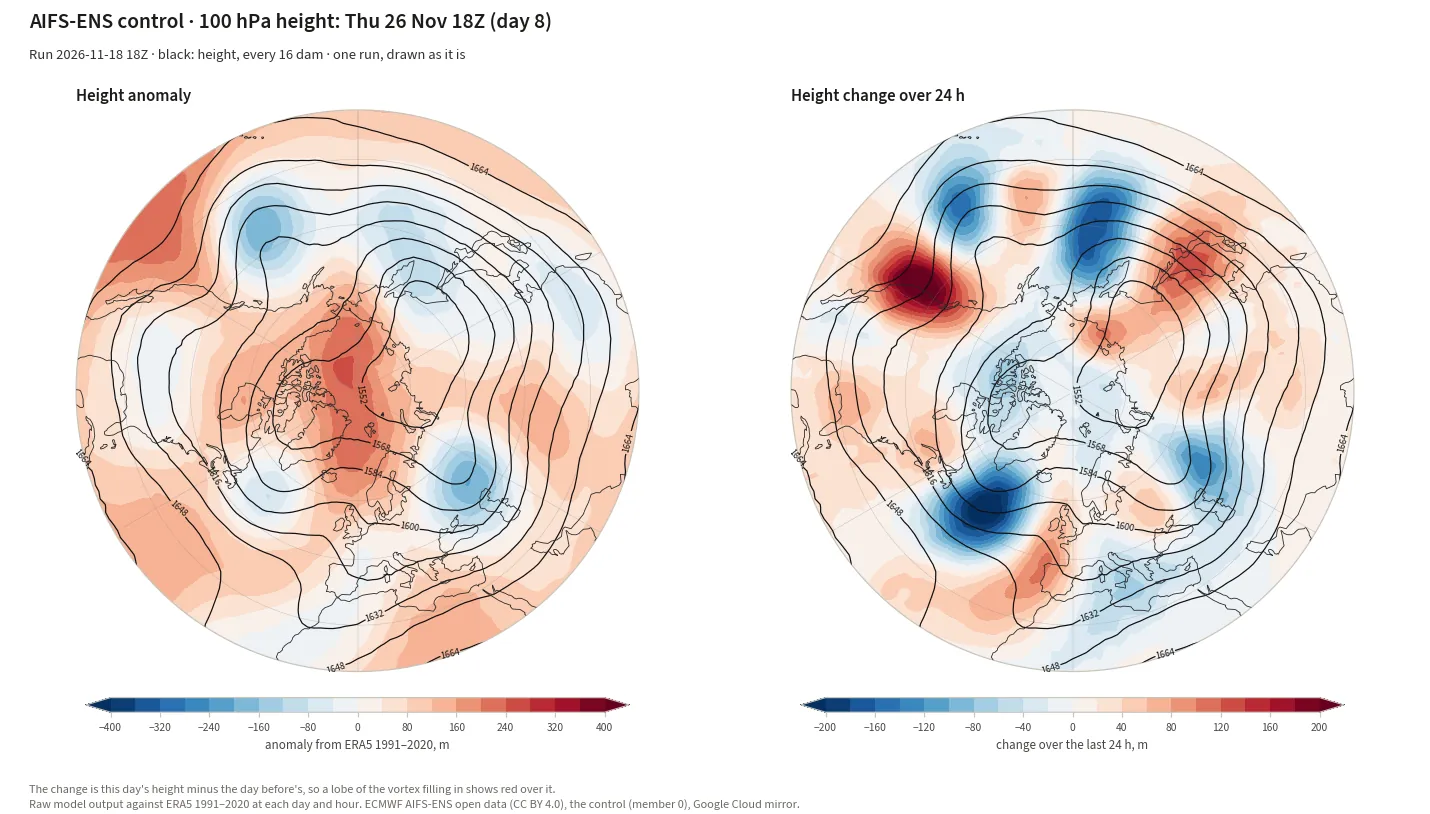 AIFS-ENS control · 100 hPa height: Thu 26 Nov 18Z (day 8)
Run 2026-11-18 18Z · black: height, every 16 dam · one run, drawn as it is
Height anomaly
Height change over 24 h
1664
1552
1568
1584
1664
1664
1616
1648
1600
1632
1648
1664
1664
1552
1568
1584
1664
1664
1616
1648
1600
1632
1648
1664
−400 −320 −240 −160 −80 0 80 160 240 320 400
anomaly from ERA5 1991–2020, m
−200 −160 −120 −80 −40 0 40 80 120 160 200
change over the last 24 h, m
The change is this day's height minus the day before's, so a lobe of the vortex filling in shows red over it.
Raw model output against ERA5 1991–2020 at each day and hour. ECMWF AIFS-ENS open data (CC BY 4.0), the control (member 0), Google Cloud mirror.